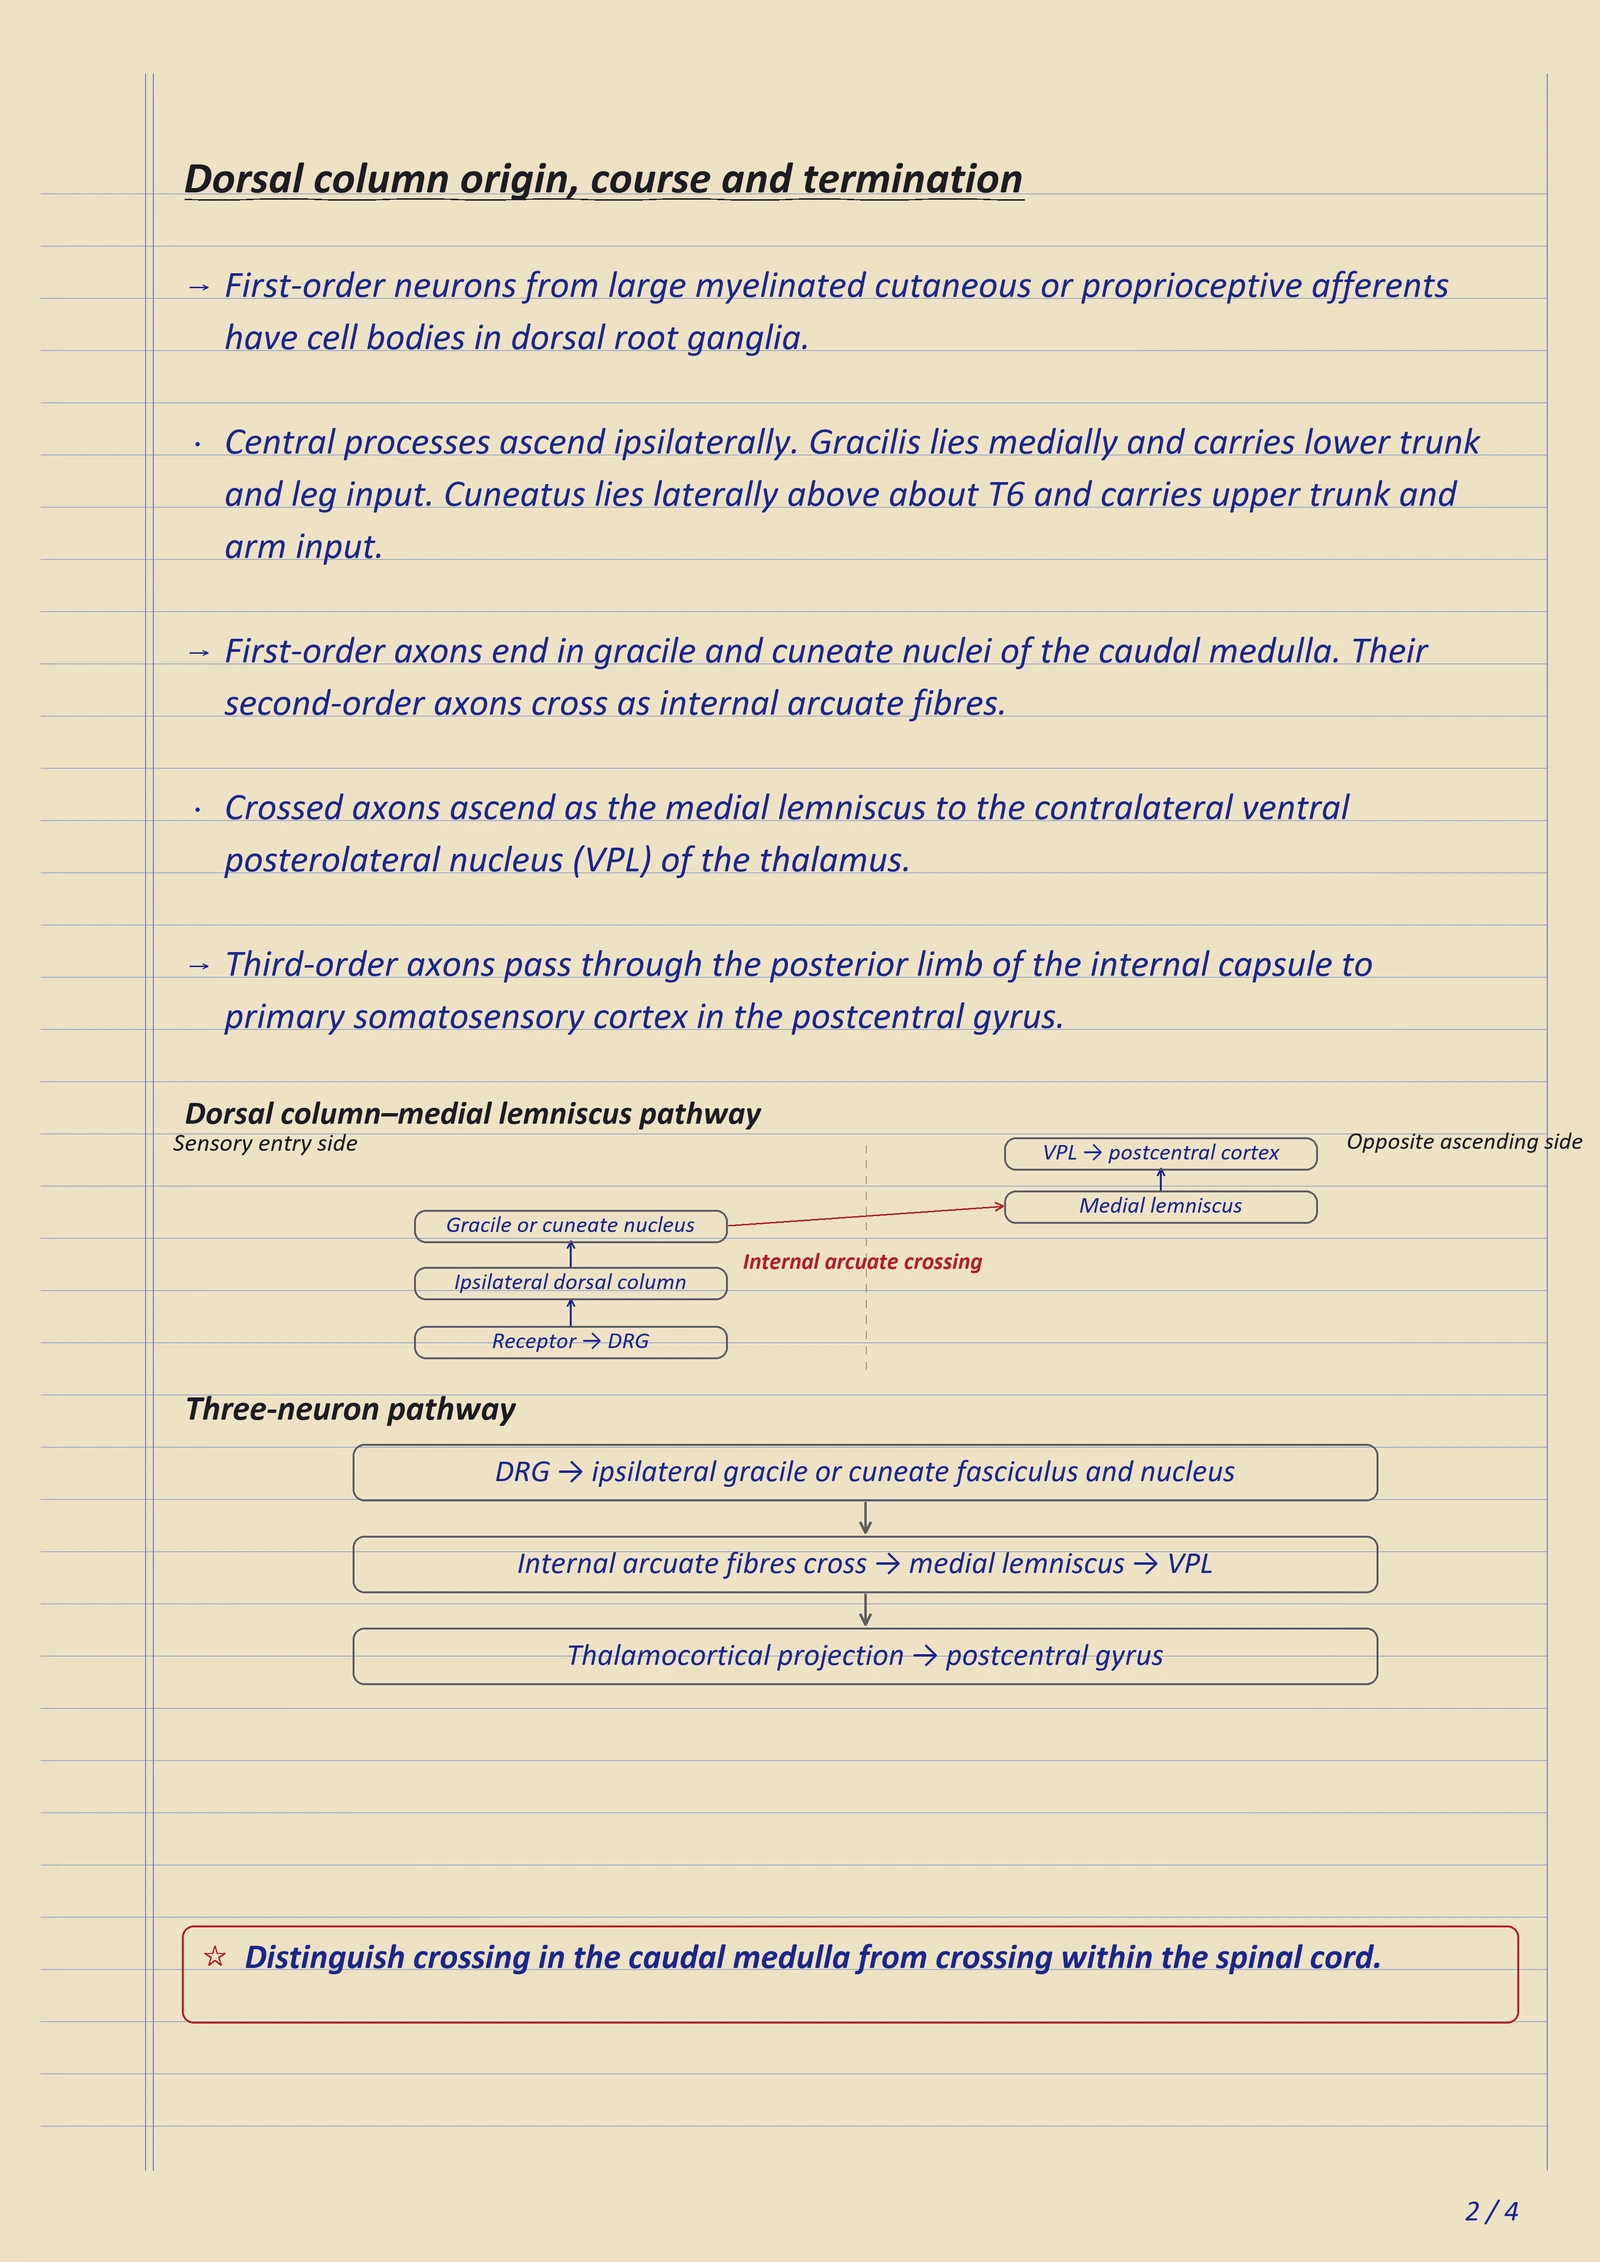 Dorsal column origin, course and termination
→ First-order neurons from large myelinated cutaneous or proprioceptive afferents
have cell bodies in dorsal root ganglia.
· Central processes ascend ipsilaterally. Gracilis lies medially and carries lower trunk
and leg input. Cuneatus lies laterally above about T6 and carries upper trunk and
arm input.
→ First-order axons end in gracile and cuneate nuclei of the caudal medulla. Their
second-order axons cross as internal arcuate fibres.
· Crossed axons ascend as the medial lemniscus to the contralateral ventral
posterolateral nucleus (VPL) of the thalamus.
→ Third-order axons pass through the posterior limb of the internal capsule to
primary somatosensory cortex in the postcentral gyrus.
Dorsal column–medial lemniscus pathway
Sensory entry side
Opposite ascending side
VPL → postcentral cortex
Medial lemniscus
Gracile or cuneate nucleus
Internal arcuate crossing
Ipsilateral dorsal column
Receptor → DRG
Three-neuron pathway
DRG → ipsilateral gracile or cuneate fasciculus and nucleus
Internal arcuate fibres cross → medial lemniscus → VPL
Thalamocortical projection → postcentral gyrus
☆ Distinguish crossing in the caudal medulla from crossing within the spinal cord.
2 / 4